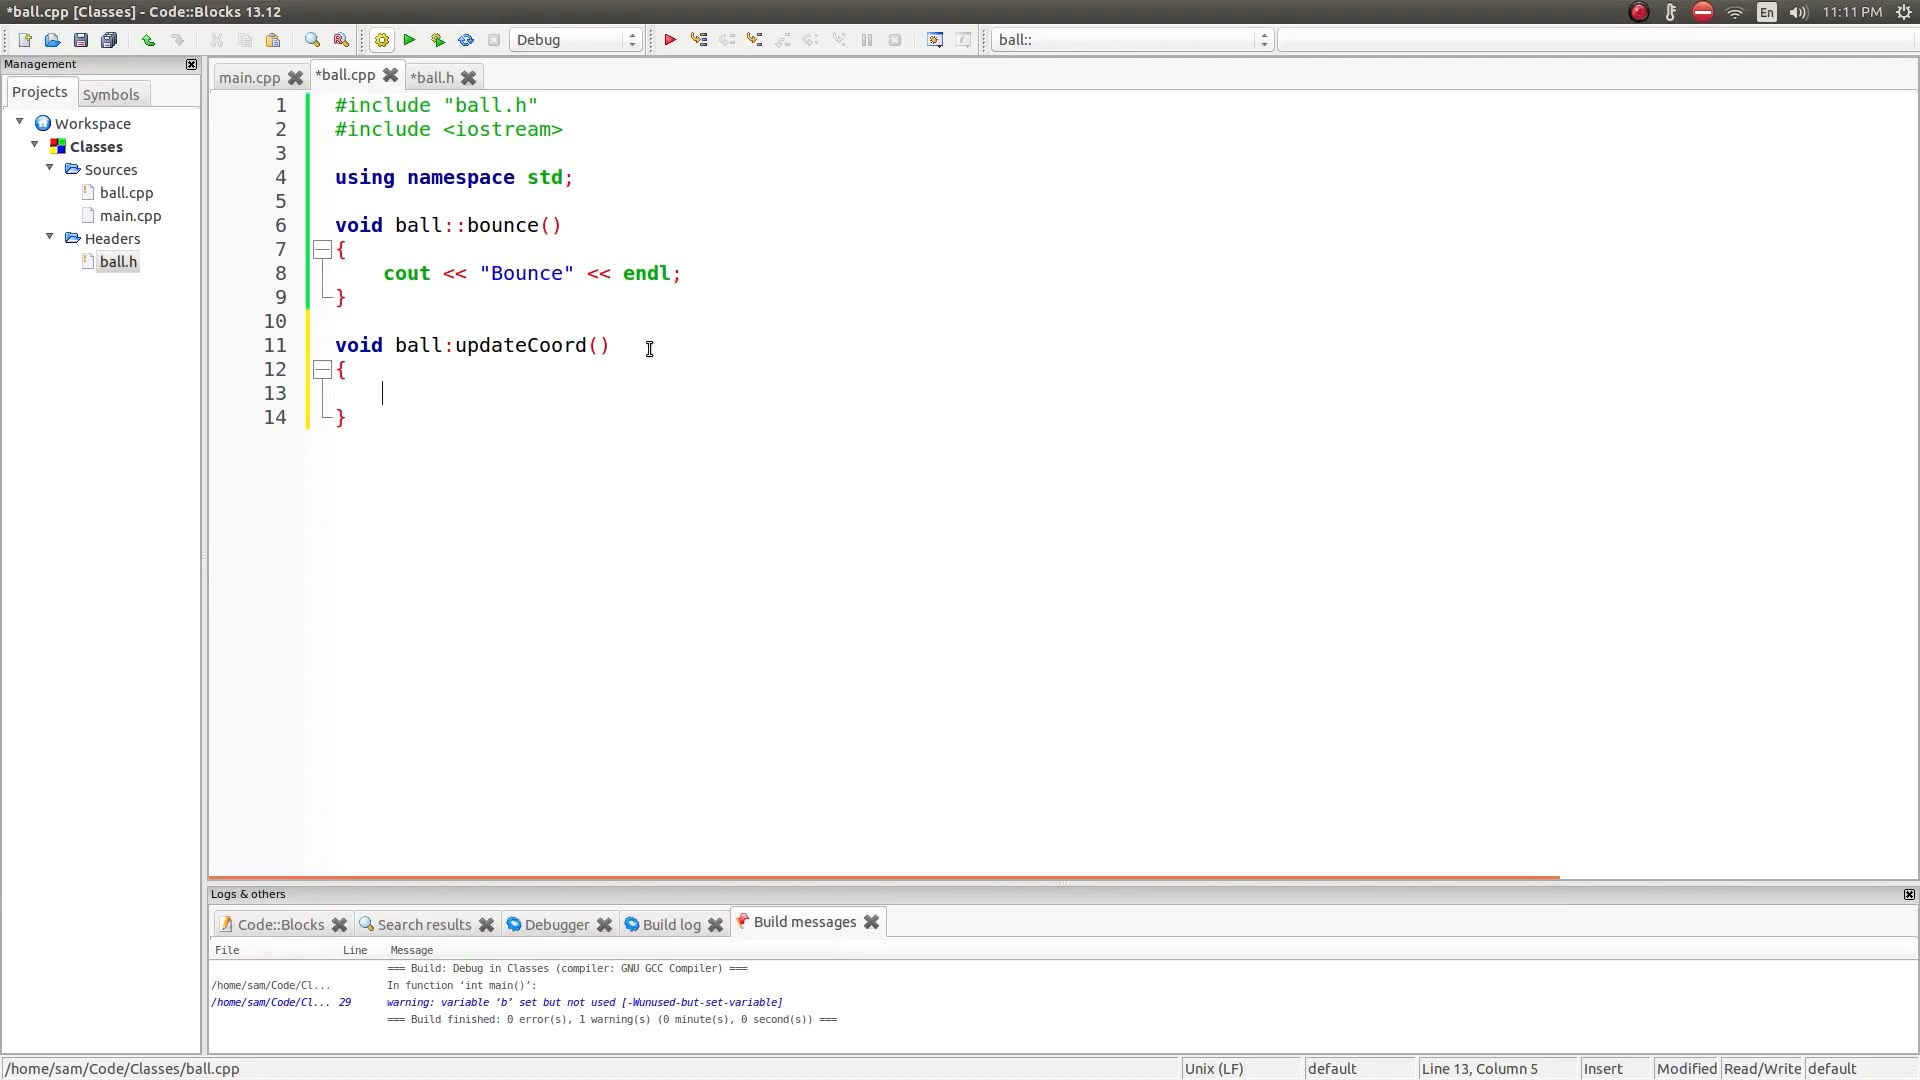 *ball.cpp [Classes] - Code::Blocks 13.12
En
11:11 PM
Debug
ball::
Management
Projects
Symbols
Workspace
Classes
Sources
ball.cpp
main.cpp
Headers
ball.h
main.cpp
*ball.cpp
*ball.h
1 #include "ball.h"
2 #include <iostream>
3
4 using namespace std;
5
6 void ball::bounce()
7 {
8 cout << "Bounce" << endl;
9 }
10
11 void ball:updateCoord()
12 {
13
14 }
Logs & others
Code::Blocks
Search results
Debugger
Build log
Build messages
File Line Message
=== Build: Debug in Classes (compiler: GNU GCC Compiler) ===
/home/sam/Code/Cl... In function ‘int main()’:
/home/sam/Code/Cl... 29 warning: variable ‘b’ set but not used [-Wunused-but-set-variable]
=== Build finished: 0 error(s), 1 warning(s) (0 minute(s), 0 second(s)) ===
/home/sam/Code/Classes/ball.cpp
Unix (LF)
default
Line 13, Column 5
Insert
Modified
Read/Write
default